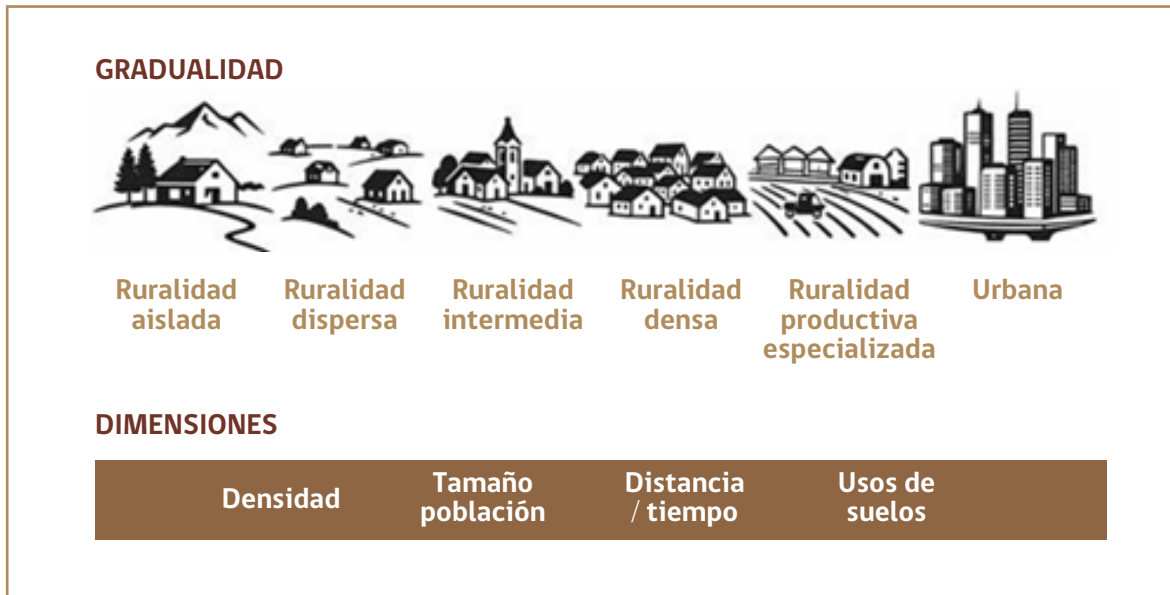 GRADUALIDAD
Ruralidad
aislada
Ruralidad
dispersa
Ruralidad
intermedia
Ruralidad
densa
Ruralidad
productiva
especializada
Urbana
DIMENSIONES
Densidad
Tamaño
población
Distancia
/ tiempo
Usos de
suelos